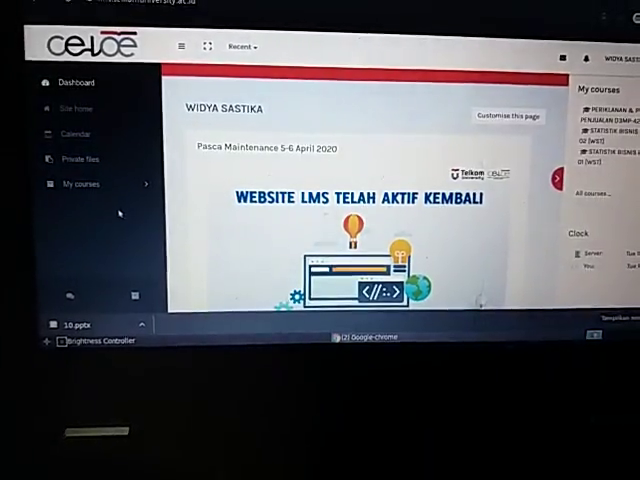 celoe
Recent
WIDYA SAST
Dashboard
Site home
Calendar
Private files
My courses
WIDYA SASTIKA
Customise this page
Pasca Maintenance 5-6 April 2020
Telkom
University
WEBSITE LMS TELAH AKTIF KEMBALI
<//:.>
My courses
PERIKLANAN &
PENJUALAN D3MP-42
STATISTIK BISNIS
02 [WST]
STATISTIK BISNIS
01 [WST]
All courses ...
Clock
Server: Tue
You: Tue
10.pptx
Brightness Controller
(2) Google-chrome